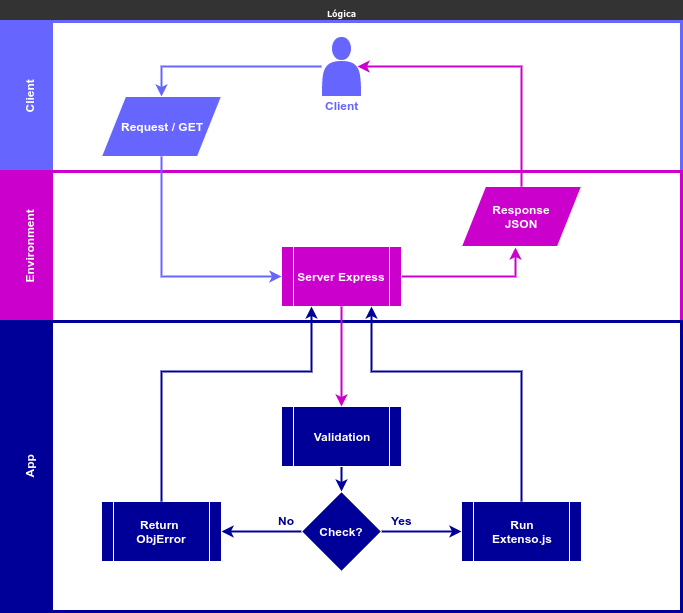 Lógica
Client
Client
Request / GET
Environment
Response
JSON
Server Express
App
Validation
Check?
No
Yes
Return
ObjError
Run
Extenso.js